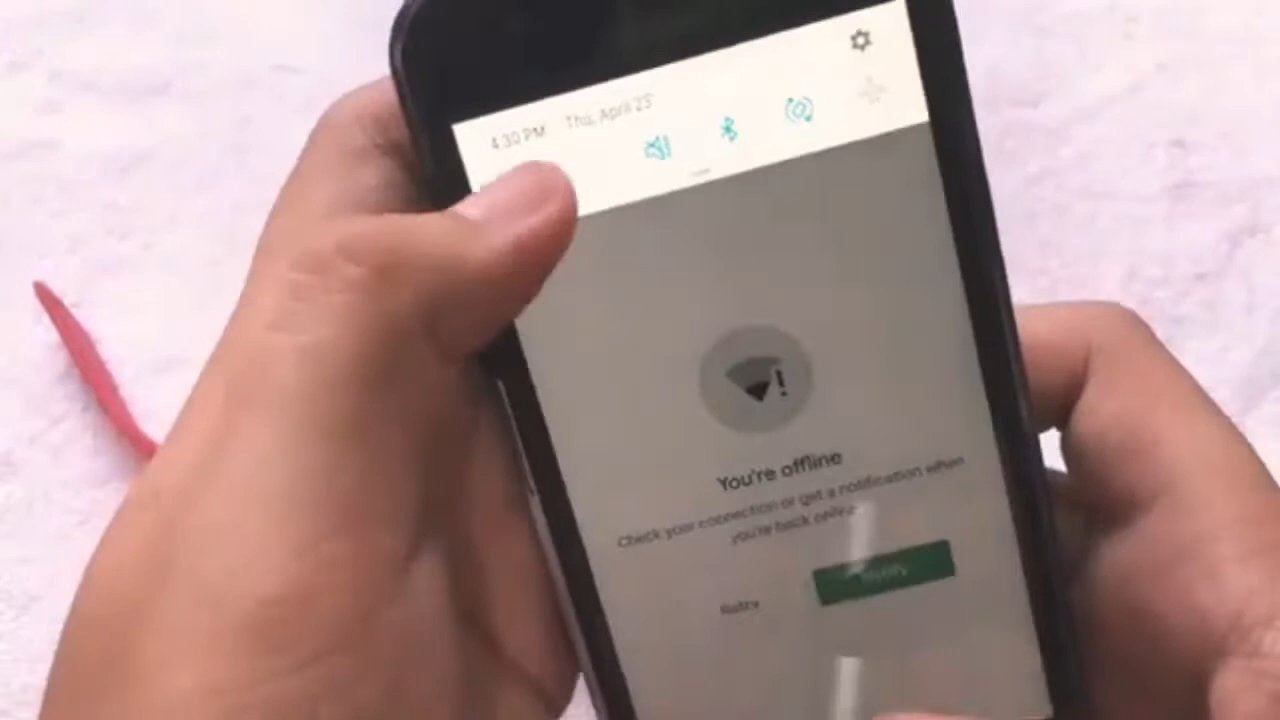 4:30 PM Thu, April 25
You're offline
Check your connection or get a notification when
you're back online.
Retry